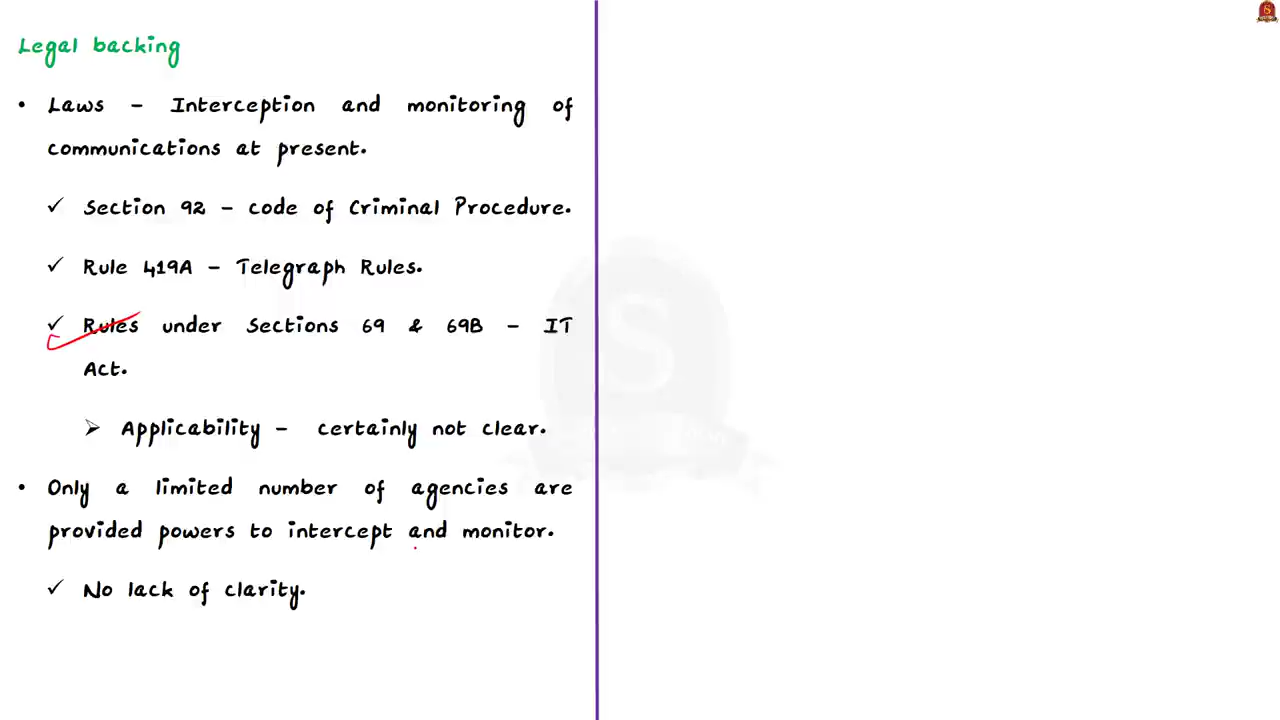 Legal backing
• Laws - Interception and monitoring of
communications at present.
✓ Section 92 - code of Criminal Procedure.
✓ Rule 419A - Telegraph Rules.
✓ Rules under Sections 69 & 69B - IT
Act.
➢ Applicability - certainly not clear.
• Only a limited number of agencies are
provided powers to intercept and monitor.
✓ No lack of clarity.